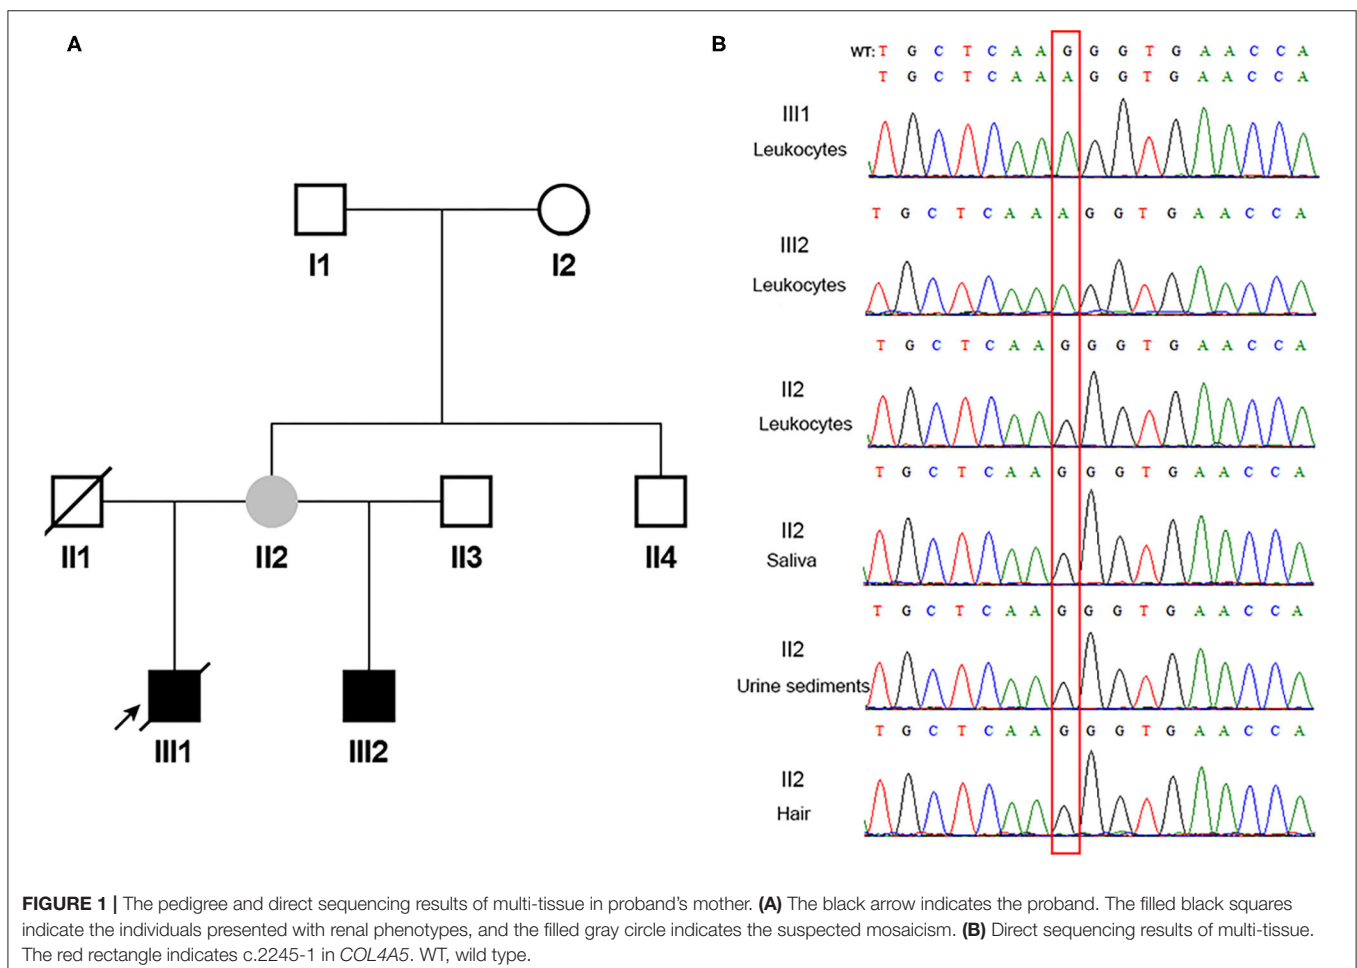 A
I1
I2
II1
II2
II3
II4
III1
III2
B
WT: T G C T C A A G G G T G A A C C A
T G C T C A A A G G T G A A C C A
III1
Leukocytes
T G C T C A A A G G T G A A C C A
III2
Leukocytes
T G C T C A A G G G T G A A C C A
II2
Leukocytes
T G C T C A A G G G T G A A C C A
II2
Saliva
T G C T C A A G G G T G A A C C A
II2
Urine sediments
T G C T C A A G G G T G A A C C A
II2
Hair
FIGURE 1 | The pedigree and direct sequencing results of multi-tissue in proband's mother. (A) The black arrow indicates the proband. The filled black squares
indicate the individuals presented with renal phenotypes, and the filled gray circle indicates the suspected mosaicism. (B) Direct sequencing results of multi-tissue.
The red rectangle indicates c.2245-1 in COL4A5. WT, wild type.